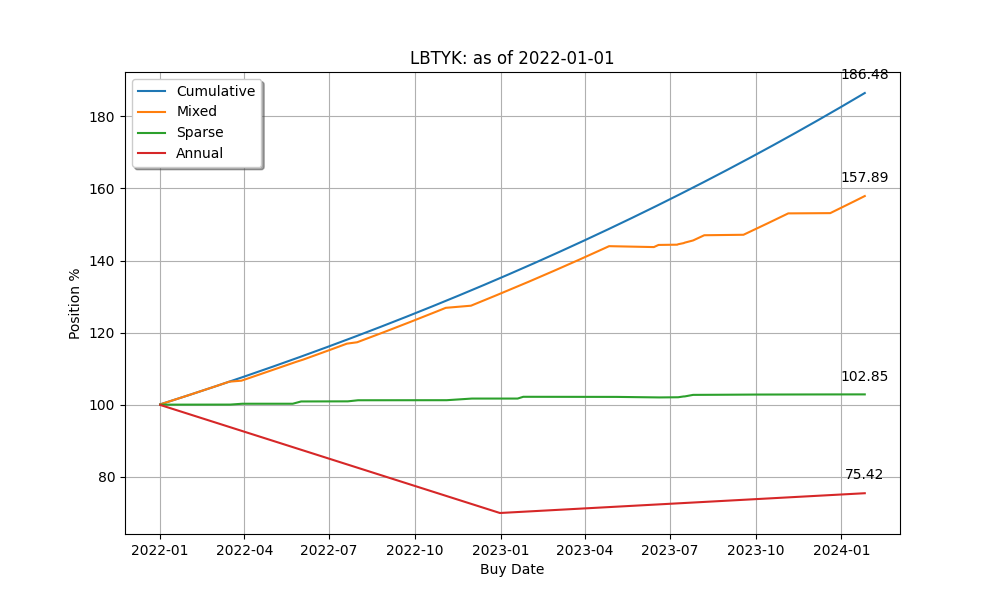 LBTYK: as of 2022-01-01
Cumulative
Mixed
Sparse
Annual
186.48
157.89
102.85
75.42
Position %
180
160
140
120
100
80
2022-01 2022-04 2022-07 2022-10 2023-01 2023-04 2023-07 2023-10 2024-01
Buy Date